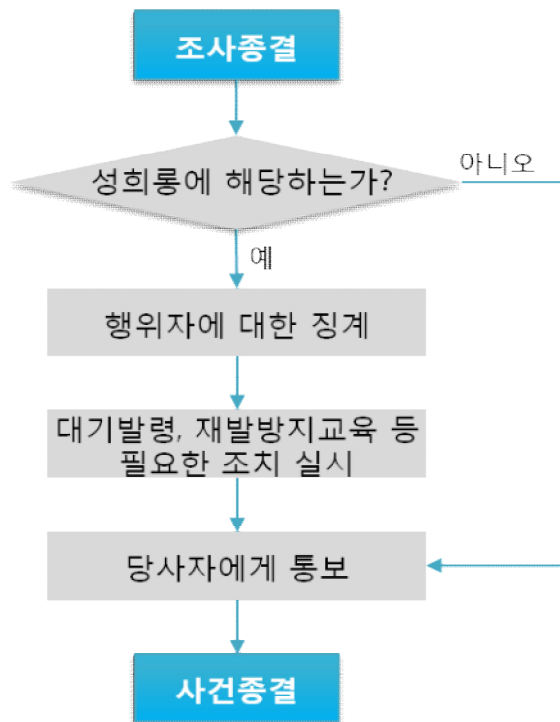 조사종결
성희롱에 해당하는가?
아니오
예
행위자에 대한 징계
대기발령, 재발방지교육 등
필요한 조치 실시
당사자에게 통보
사건종결